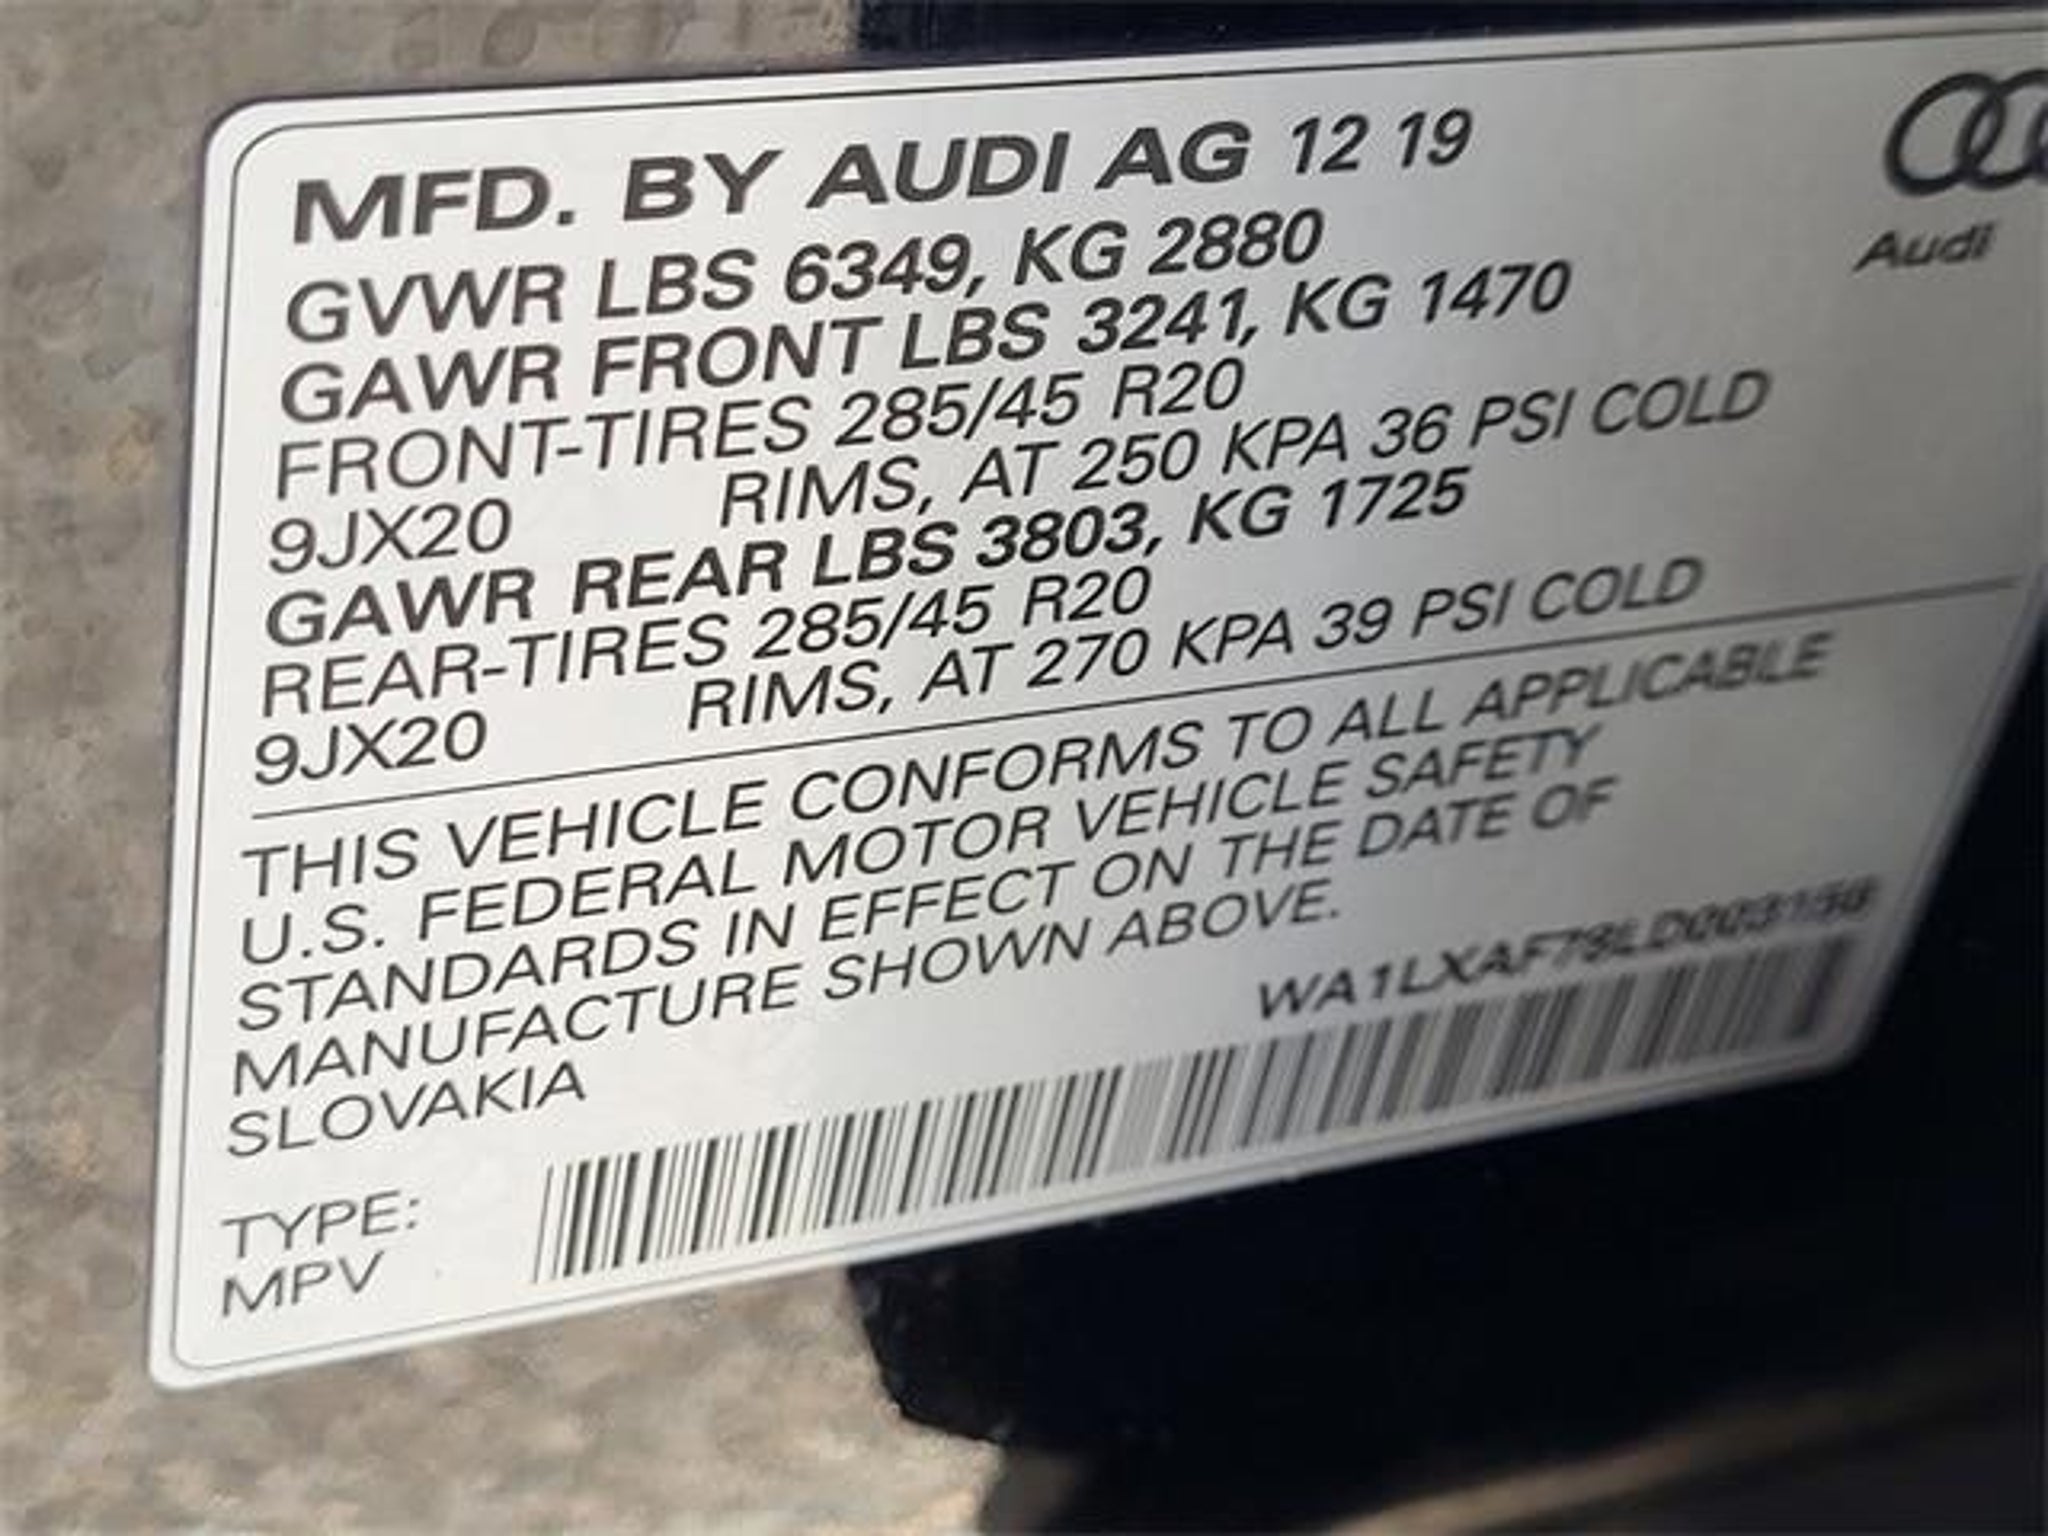 MFD. BY AUDI AG 12 19
Audi
GVWR LBS 6349, KG 2880
GAWR FRONT LBS 3241, KG 1470
FRONT-TIRES 285/45 R20
9JX20 RIMS, AT 250 KPA 36 PSI COLD
GAWR REAR LBS 3803, KG 1725
REAR-TIRES 285/45 R20
9JX20 RIMS, AT 270 KPA 39 PSI COLD
THIS VEHICLE CONFORMS TO ALL APPLICABLE
U.S. FEDERAL MOTOR VEHICLE SAFETY
STANDARDS IN EFFECT ON THE DATE OF
MANUFACTURE SHOWN ABOVE.
SLOVAKIA
TYPE:
MPV